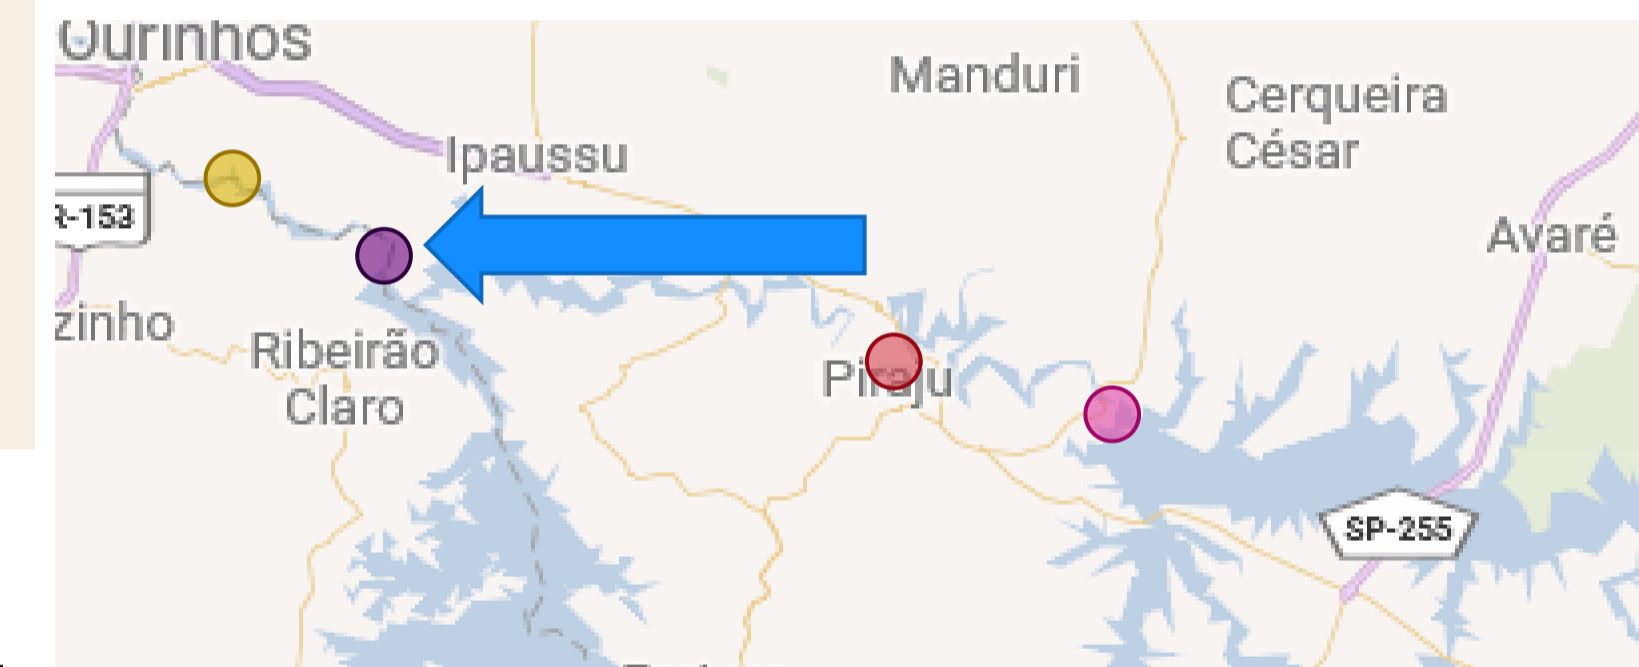 Ourinhos
Manduri
Cerqueira
César
Ipaussu
R-153
Avaré
zinho
Ribeirão
Claro
Piraju
SP-255